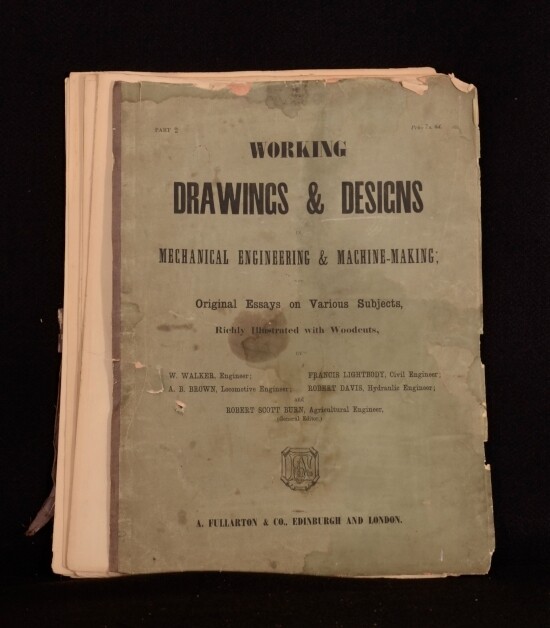 PART 2
WORKING
DRAWINGS & DESIGNS
IN
MECHANICAL ENGINEERING & MACHINE-MAKING;
Original Essays on Various Subjects,
Richly Illustrated with Woodcuts,
BY
W. WALKER, Engineer; FRANCIS LIGHTBODY, Civil Engineer;
A. B. BROWN, Locomotive Engineer; ROBERT DAVIS, Hydraulic Engineer;
and
ROBERT SCOTT BURN, Agricultural Engineer,
(General Editor.)
A. FULLARTON & CO., EDINBURGH AND LONDON.